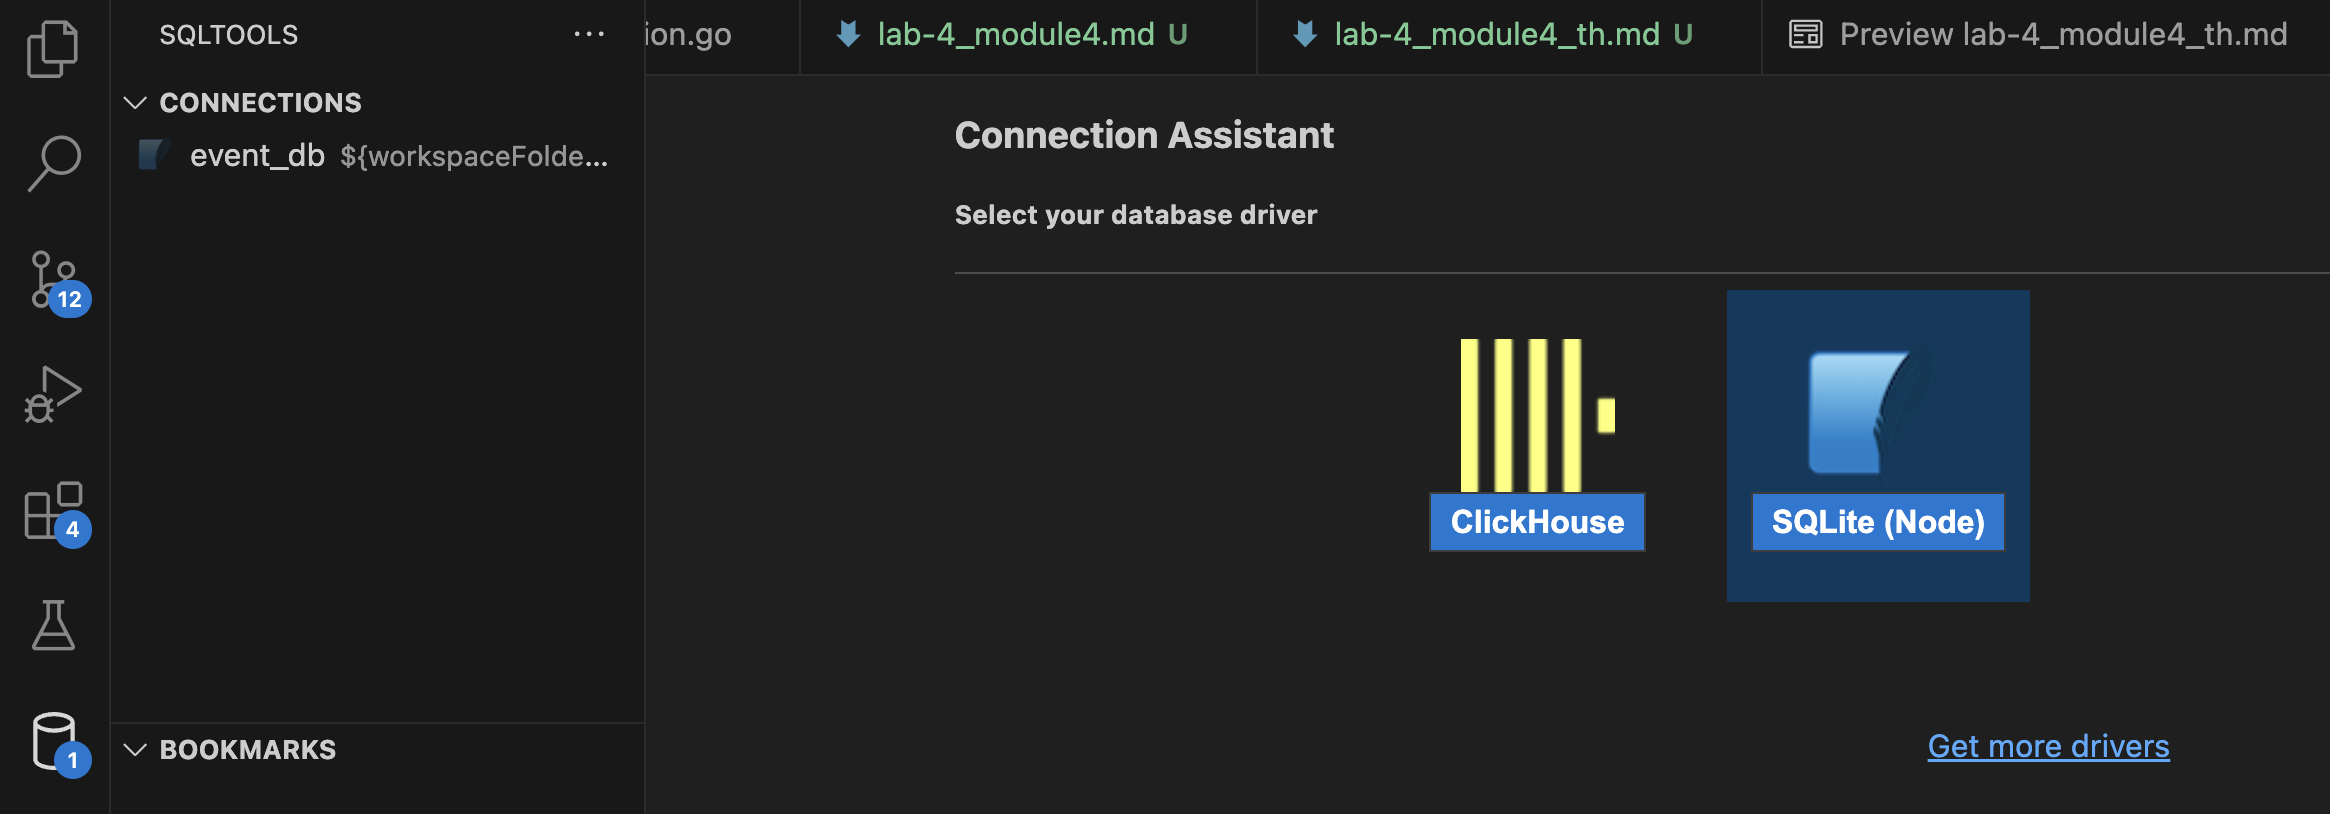 SQLTOOLS
ion.go
lab-4_module4.md U
lab-4_module4_th.md U
Preview lab-4_module4_th.md
CONNECTIONS
event_db ${workspaceFolde...
12
4
1
BOOKMARKS
Connection Assistant
Select your database driver
ClickHouse
SQLite (Node)
Get more drivers